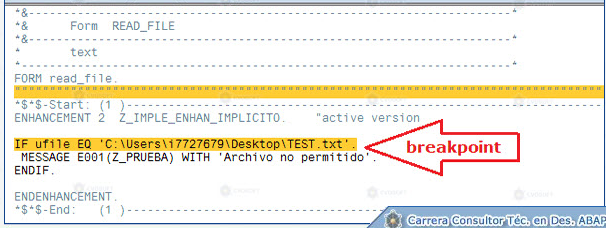 *&---------------------------------------------------------------------*
*&      Form  READ_FILE
*&---------------------------------------------------------------------*
*       text
*----------------------------------------------------------------------*
FORM read_file.
""""""""""""""""""""""""""""""""""""""""""""""""""""""""""""""""""""""""
*$*$-Start: (1 )--------------------------------------------------------
ENHANCEMENT 2  Z_IMPLE_ENHAN_IMPLICITO.    "active version
IF ufile EQ 'C:\Users\i7727679\Desktop\TEST.txt'.
breakpoint
MESSAGE E001(Z_PRUEBA) WITH 'Archivo no permitido'.
ENDIF.
ENDENHANCEMENT.
*$*$-End:   (1 )--------------------------------------------------------
Carrera Consultor Téc. en Des. ABAP